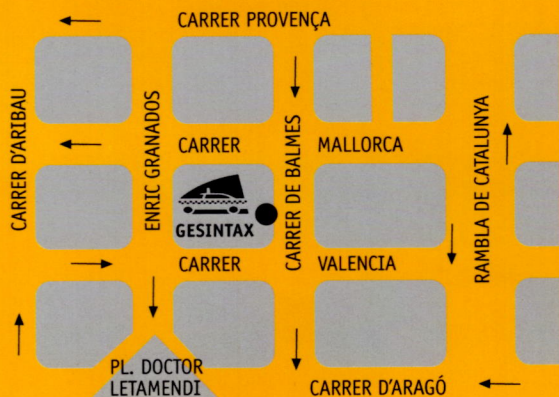 CARRER PROVENÇA
CARRER D'ARIBAU
ENRIC GRANADOS
CARRER MALLORCA
CARRER DE BALMES
RAMBLA DE CATALUNYA
GESINTAX
CARRER VALENCIA
PL. DOCTOR
LETAMENDI
CARRER D'ARAGÓ